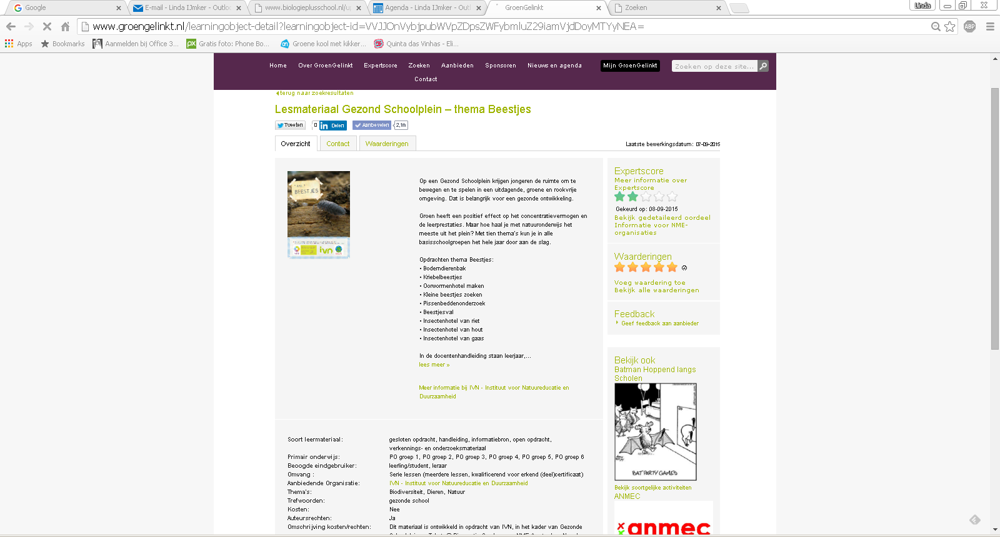 Google
E-mail - Linda IJmker - Outlo
www.biologieplusschool.nl/up
Agenda - Linda IJmker - Outl
GroenGelinkt
Zoeken
Linda
www.groengelinkt.nl/learningobject-detail?learningobject-id=VVJJOnVybjpubWVpZDpsZWFybmluZ29iamVjdDoyMTYyNEA=
ABP
Apps
Bookmarks
Aanmelden bij Office 3...
Gratis foto: Phone Bo...
Groene kool met kikker...
Quinta das Vinhas - Eli...
Home
Over GroenGelinkt
Expertscore
Zoeken
Aanbieden
Sponsoren
Nieuws en agenda
Contact
Mijn GroenGelinkt
Zoeken op deze site...
terug naar zoekresultaten
Lesmateriaal Gezond Schoolplein – thema Beestjes
Tweeten
0
in Delen
Aanbevelen
2,1m
Overzicht
Contact
Waarderingen
Laatste bewerkingsdatum: 07-09-2015
BEESTJES
ivn
Op een Gezond Schoolplein krijgen jongeren de ruimte om te
bewegen en te spelen in een uitdagende, groene en rookvrije
omgeving. Dat is belangrijk voor een gezonde ontwikkeling.
Groen heeft een positief effect op het concentratievermogen en
de leerprestaties. Maar hoe haal je met natuuronderwijs het
meeste uit het plein? Met tien thema's kun je in alle
basisschoolgroepen het hele jaar door aan de slag.
Opdrachten thema Beestjes:
• Bodemdierenbak
• Kriebelbeestjes
• Oorwormenhotel maken
• Kleine beestjes zoeken
• Pissenbeddenonderzoek
• Beestjesval
• Insectenhotel van riet
• Insectenhotel van hout
• Insectenhotel van gaas
In de docentenhandleiding staan leerjaar,...
lees meer »
Meer informatie bij IVN - Instituut voor Natuureducatie en
Duurzaamheid
Soort leermateriaal: gesloten opdracht, handleiding, informatiebron, open opdracht,
verkennings- en onderzoeksmateriaal
Primair onderwijs: PO groep 1, PO groep 2, PO groep 3, PO groep 4, PO groep 5, PO groep 6
Beoogde eindgebruiker: leerling/student, leraar
Omvang : Serie lessen (meerdere lessen, kwalificerend voor erkend (deel)certificaat)
Aanbiedende Organisatie: IVN - Instituut voor Natuureducatie en Duurzaamheid
Thema's: Biodiversiteit, Dieren, Natuur
Trefwoorden: gezonde school
Kosten: Nee
Auteursrechten: Ja
Omschrijving kosten/rechten: Dit materiaal is ontwikkeld in opdracht van IVN, in het kader van Gezonde
Expertscore
Meer informatie over
Expertscore
Gekeurd op: 08-09-2015
Bekijk gedetaileerd oordeel
Informatie voor NME-
organisaties
Waarderingen
(2)
Voeg waardering toe
Bekijk alle waarderingen
Feedback
Geef feedback aan aanbieder
Bekijk ook
Batman Hoppend langs
Scholen
BAT PARTY GAMES
Bekijk soortgelijke activiteiten
ANMEC
anmec